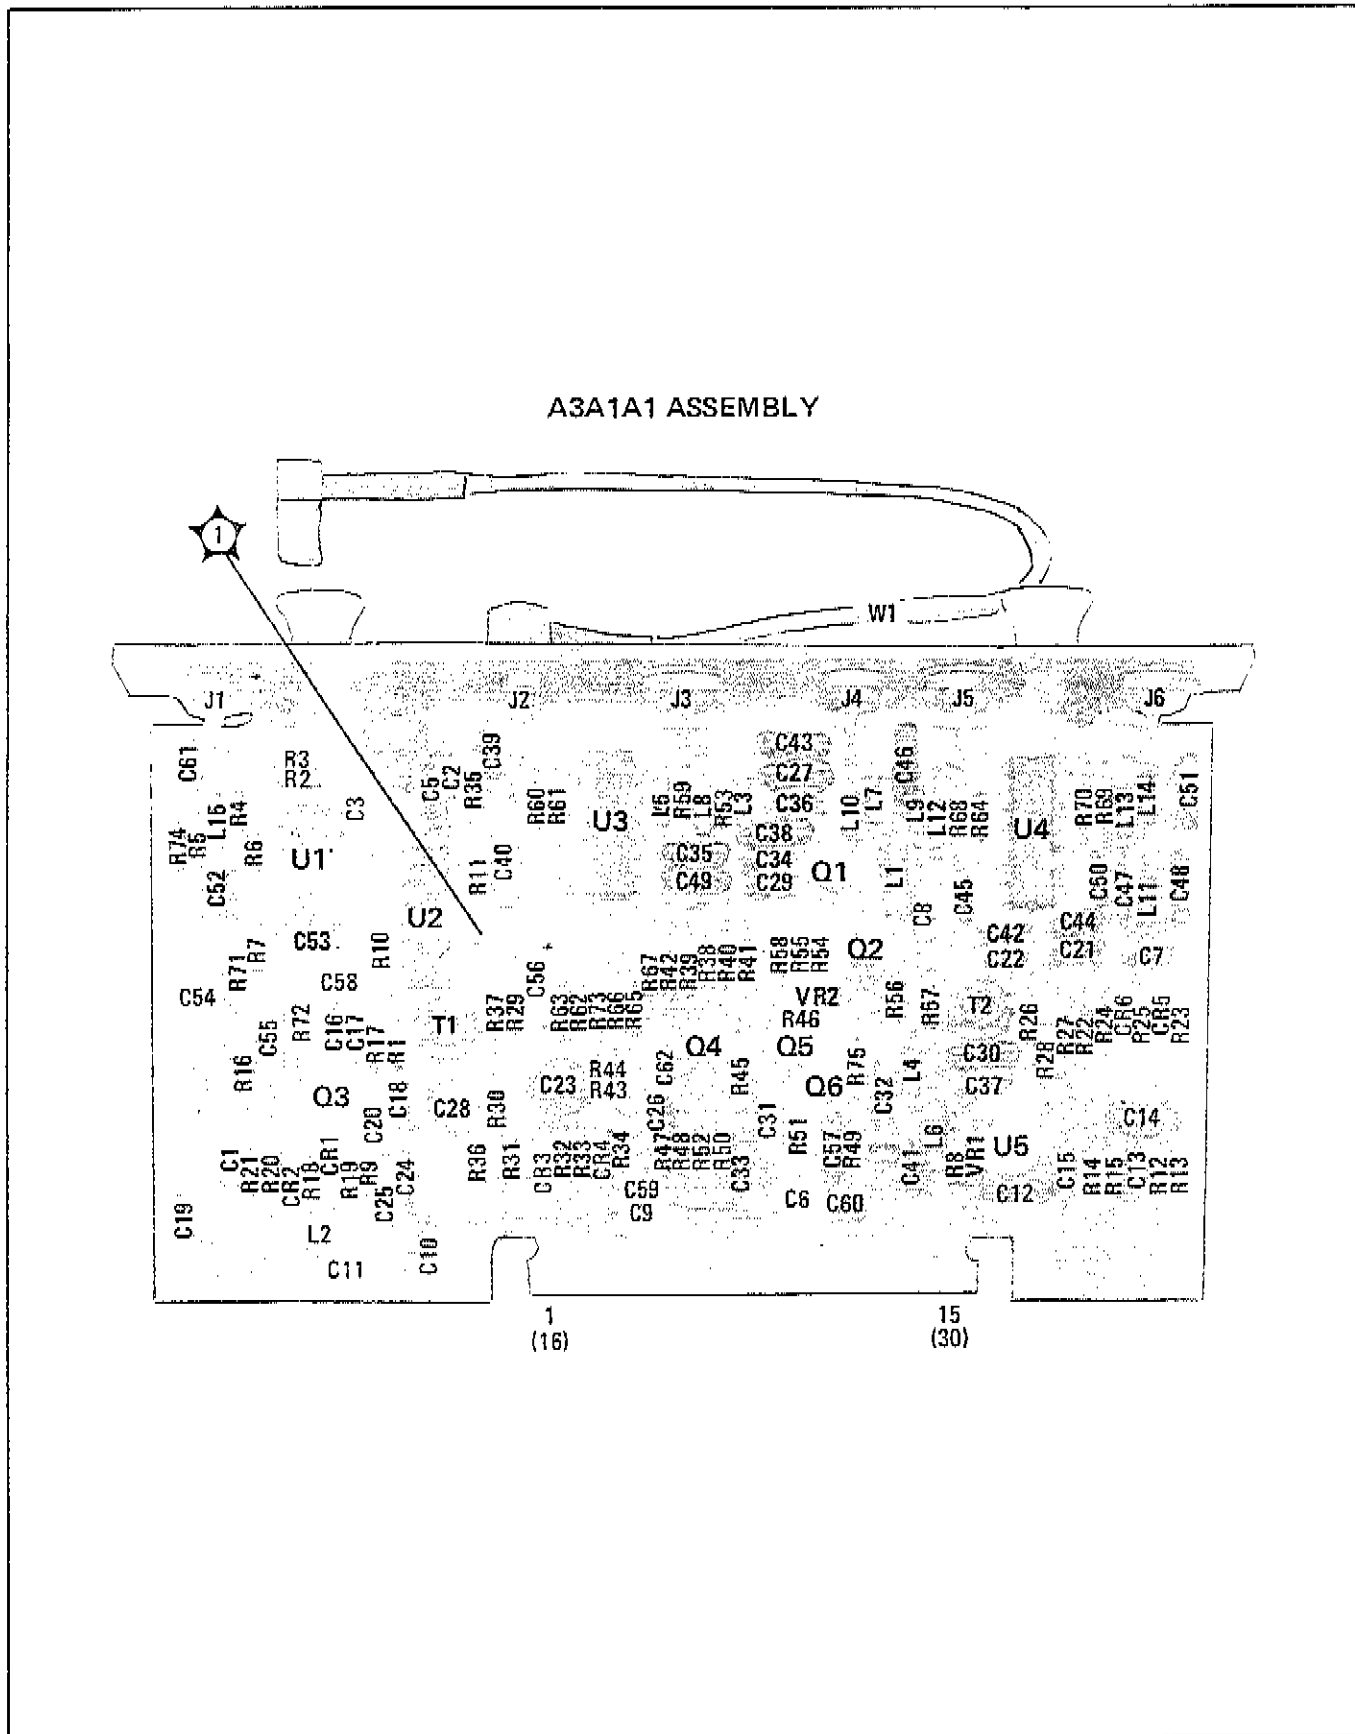 A3A1A1 ASSEMBLY
1
W1
J1 J2 J3 J4 J5 J6
C61 R3 C39 C43 C46
R2 C5 C2 R35 C27 C51
R74 R5 L15 R4 C3 R60 R61 U3 L5 R59 L8 R53 L3 C36 L10 L7 L9 L12 R68 R64 U4 R70 R69 L13 L14
C38
R6 U1 C35 C34 Q1
C52 R11 C40 C49 C29 L1 C50 C47 L11 C48
U2 C8 C45 C44
C42
R71 R7 C53 R10 R58 R55 R54 Q2 C22 C21 C7
C54 C58 C56 R67 R42 R39 R38 R40 R41 VR2
C55 R72 C16 C17 R17 R1 T1 R37 R29 R63 R62 R73 R66 R65 R46 R56 R67 T2 R26 R27 R22 R24 CR6 R25 CR5 R23
R16 R44 C62 Q4 R45 Q5 R75 L4 C30 R28
Q3 C18 C28 R30 C23 R43 Q6 C32 C37
C20 C26 C31 R51 L6 C14
C1 R21 R20 CR2 R18 CR1 R19 R9 C25 C24 R36 R31 CR3 R32 R33 CR4 R34 R47 R48 R52 R50 C33 C57 R49 C41 R8 VR1 U5 C15 R14 R15 C13 R12 R13
C59 C6 C60 C12
C19 C9
L2
C11 C10
1 15
(16) (30)